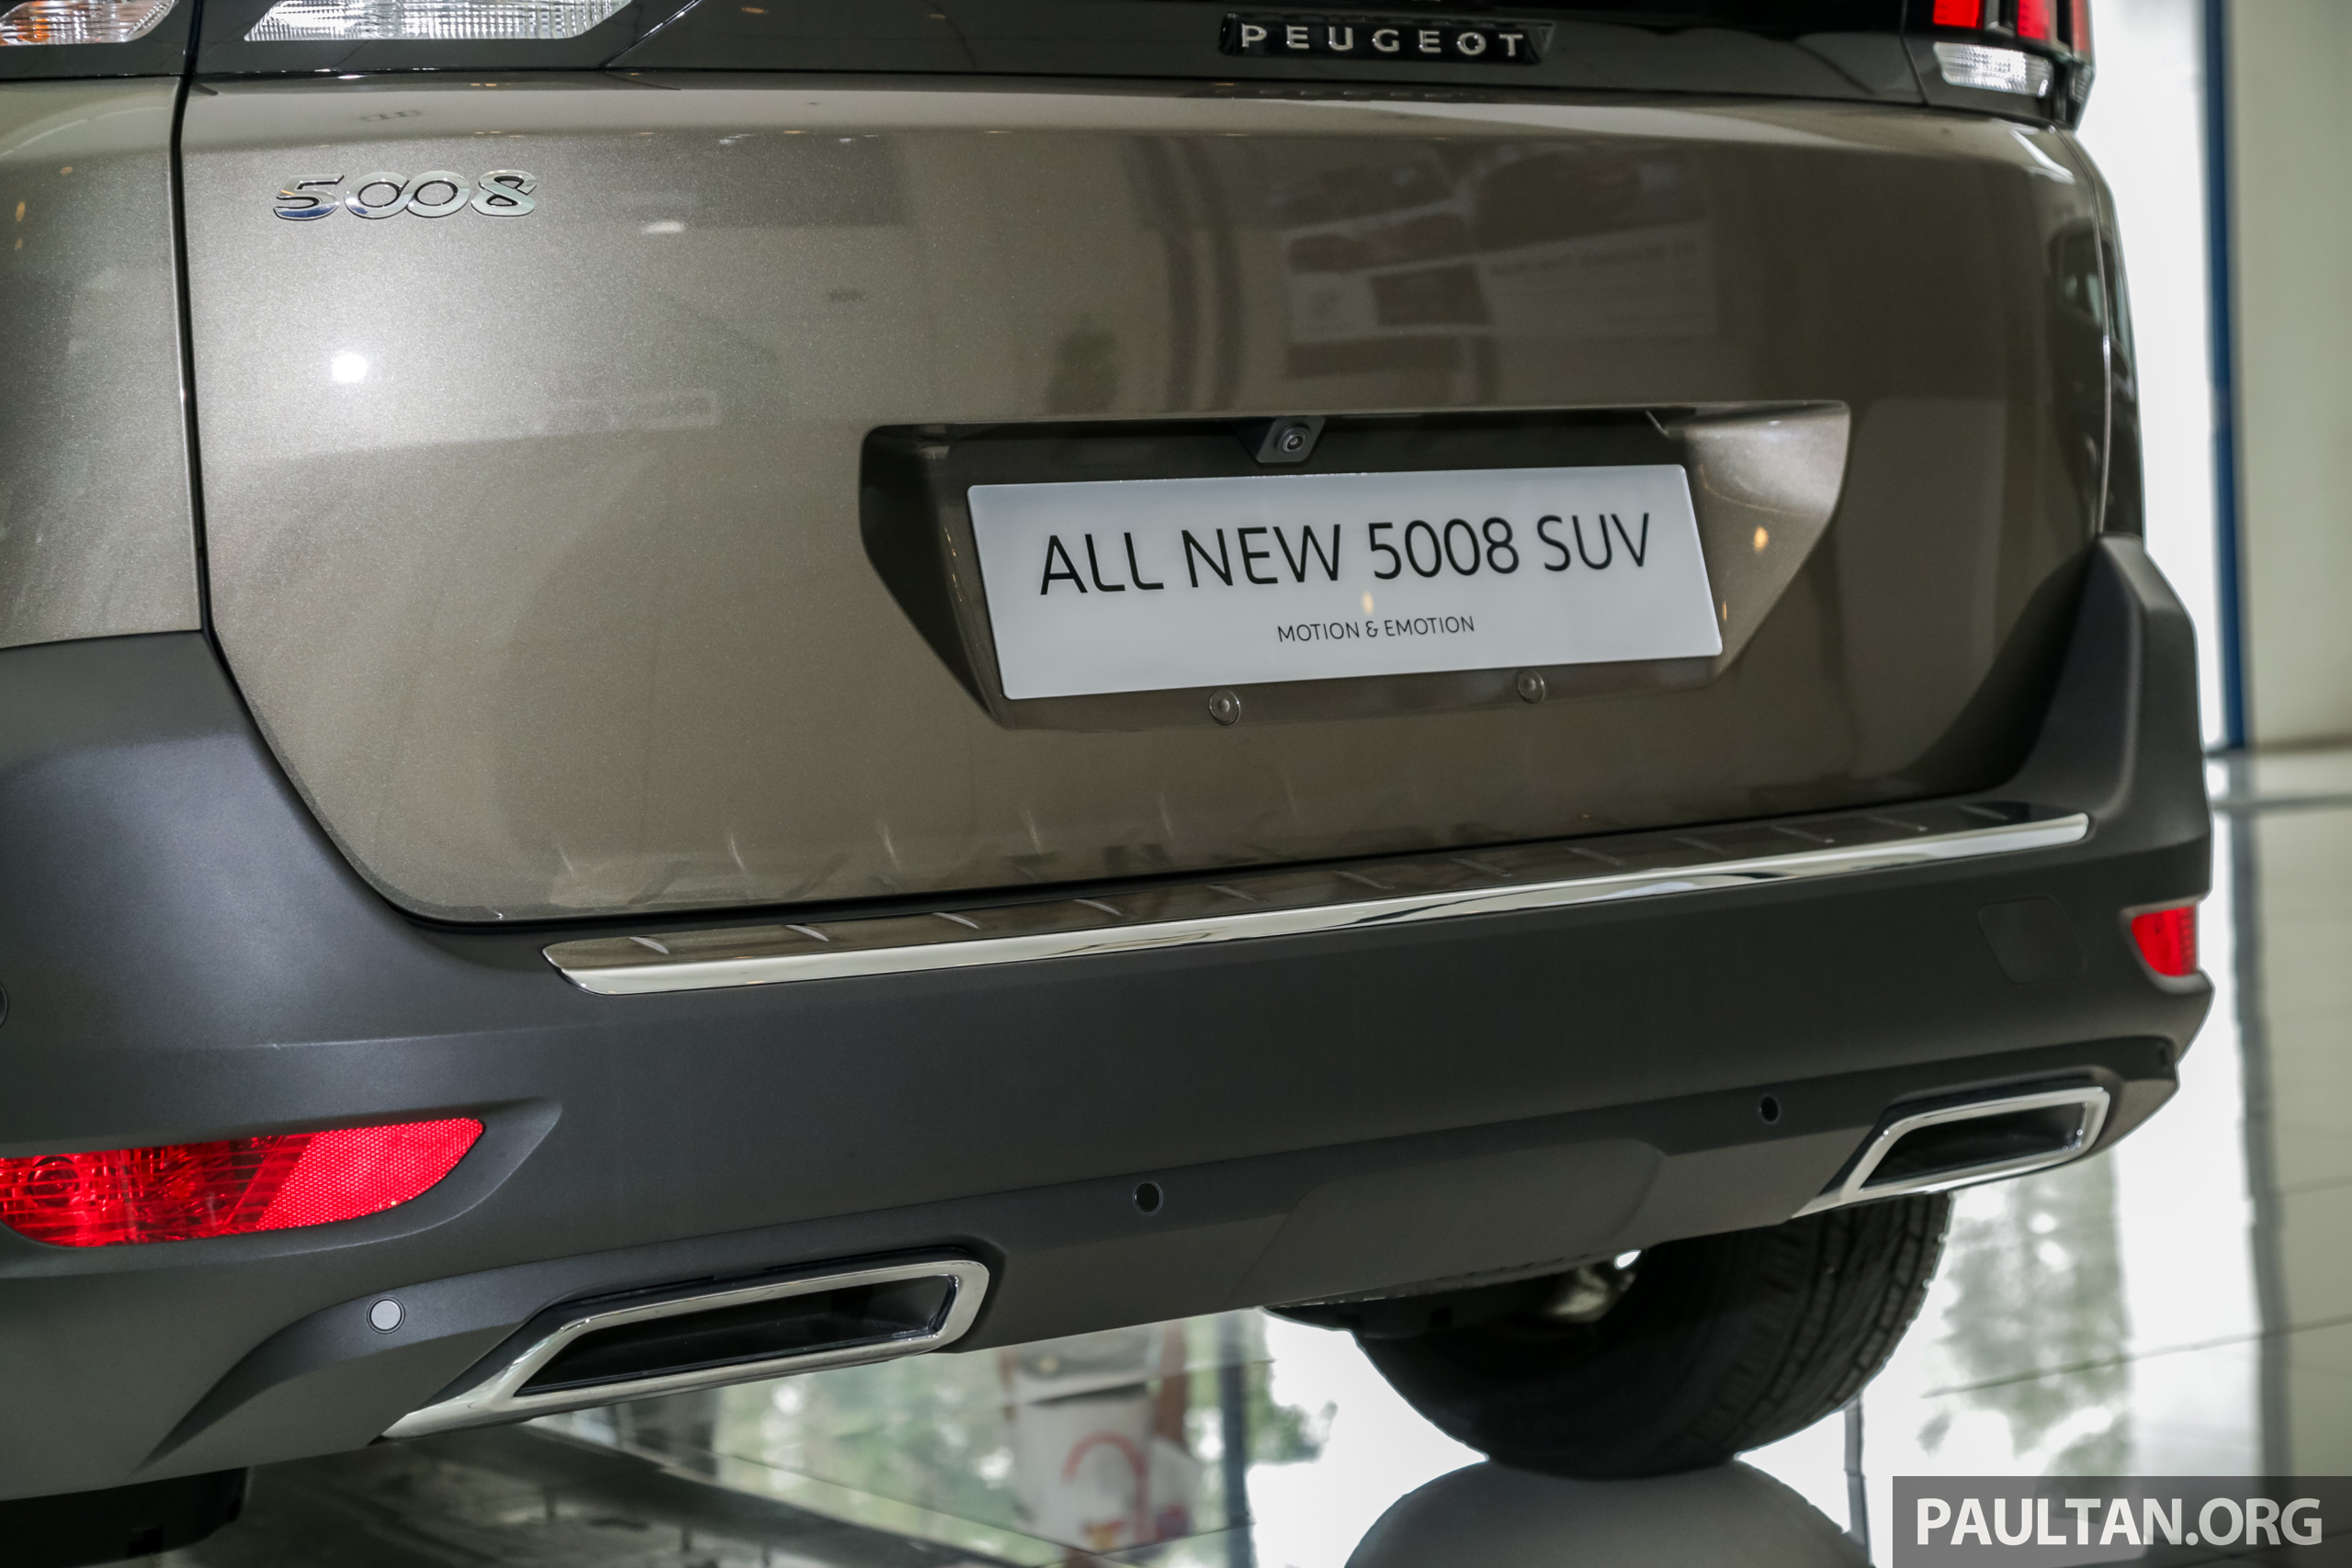 PEUGEOT
5008
ALL NEW 5008 SUV
MOTION & EMOTION
PAULTAN.ORG